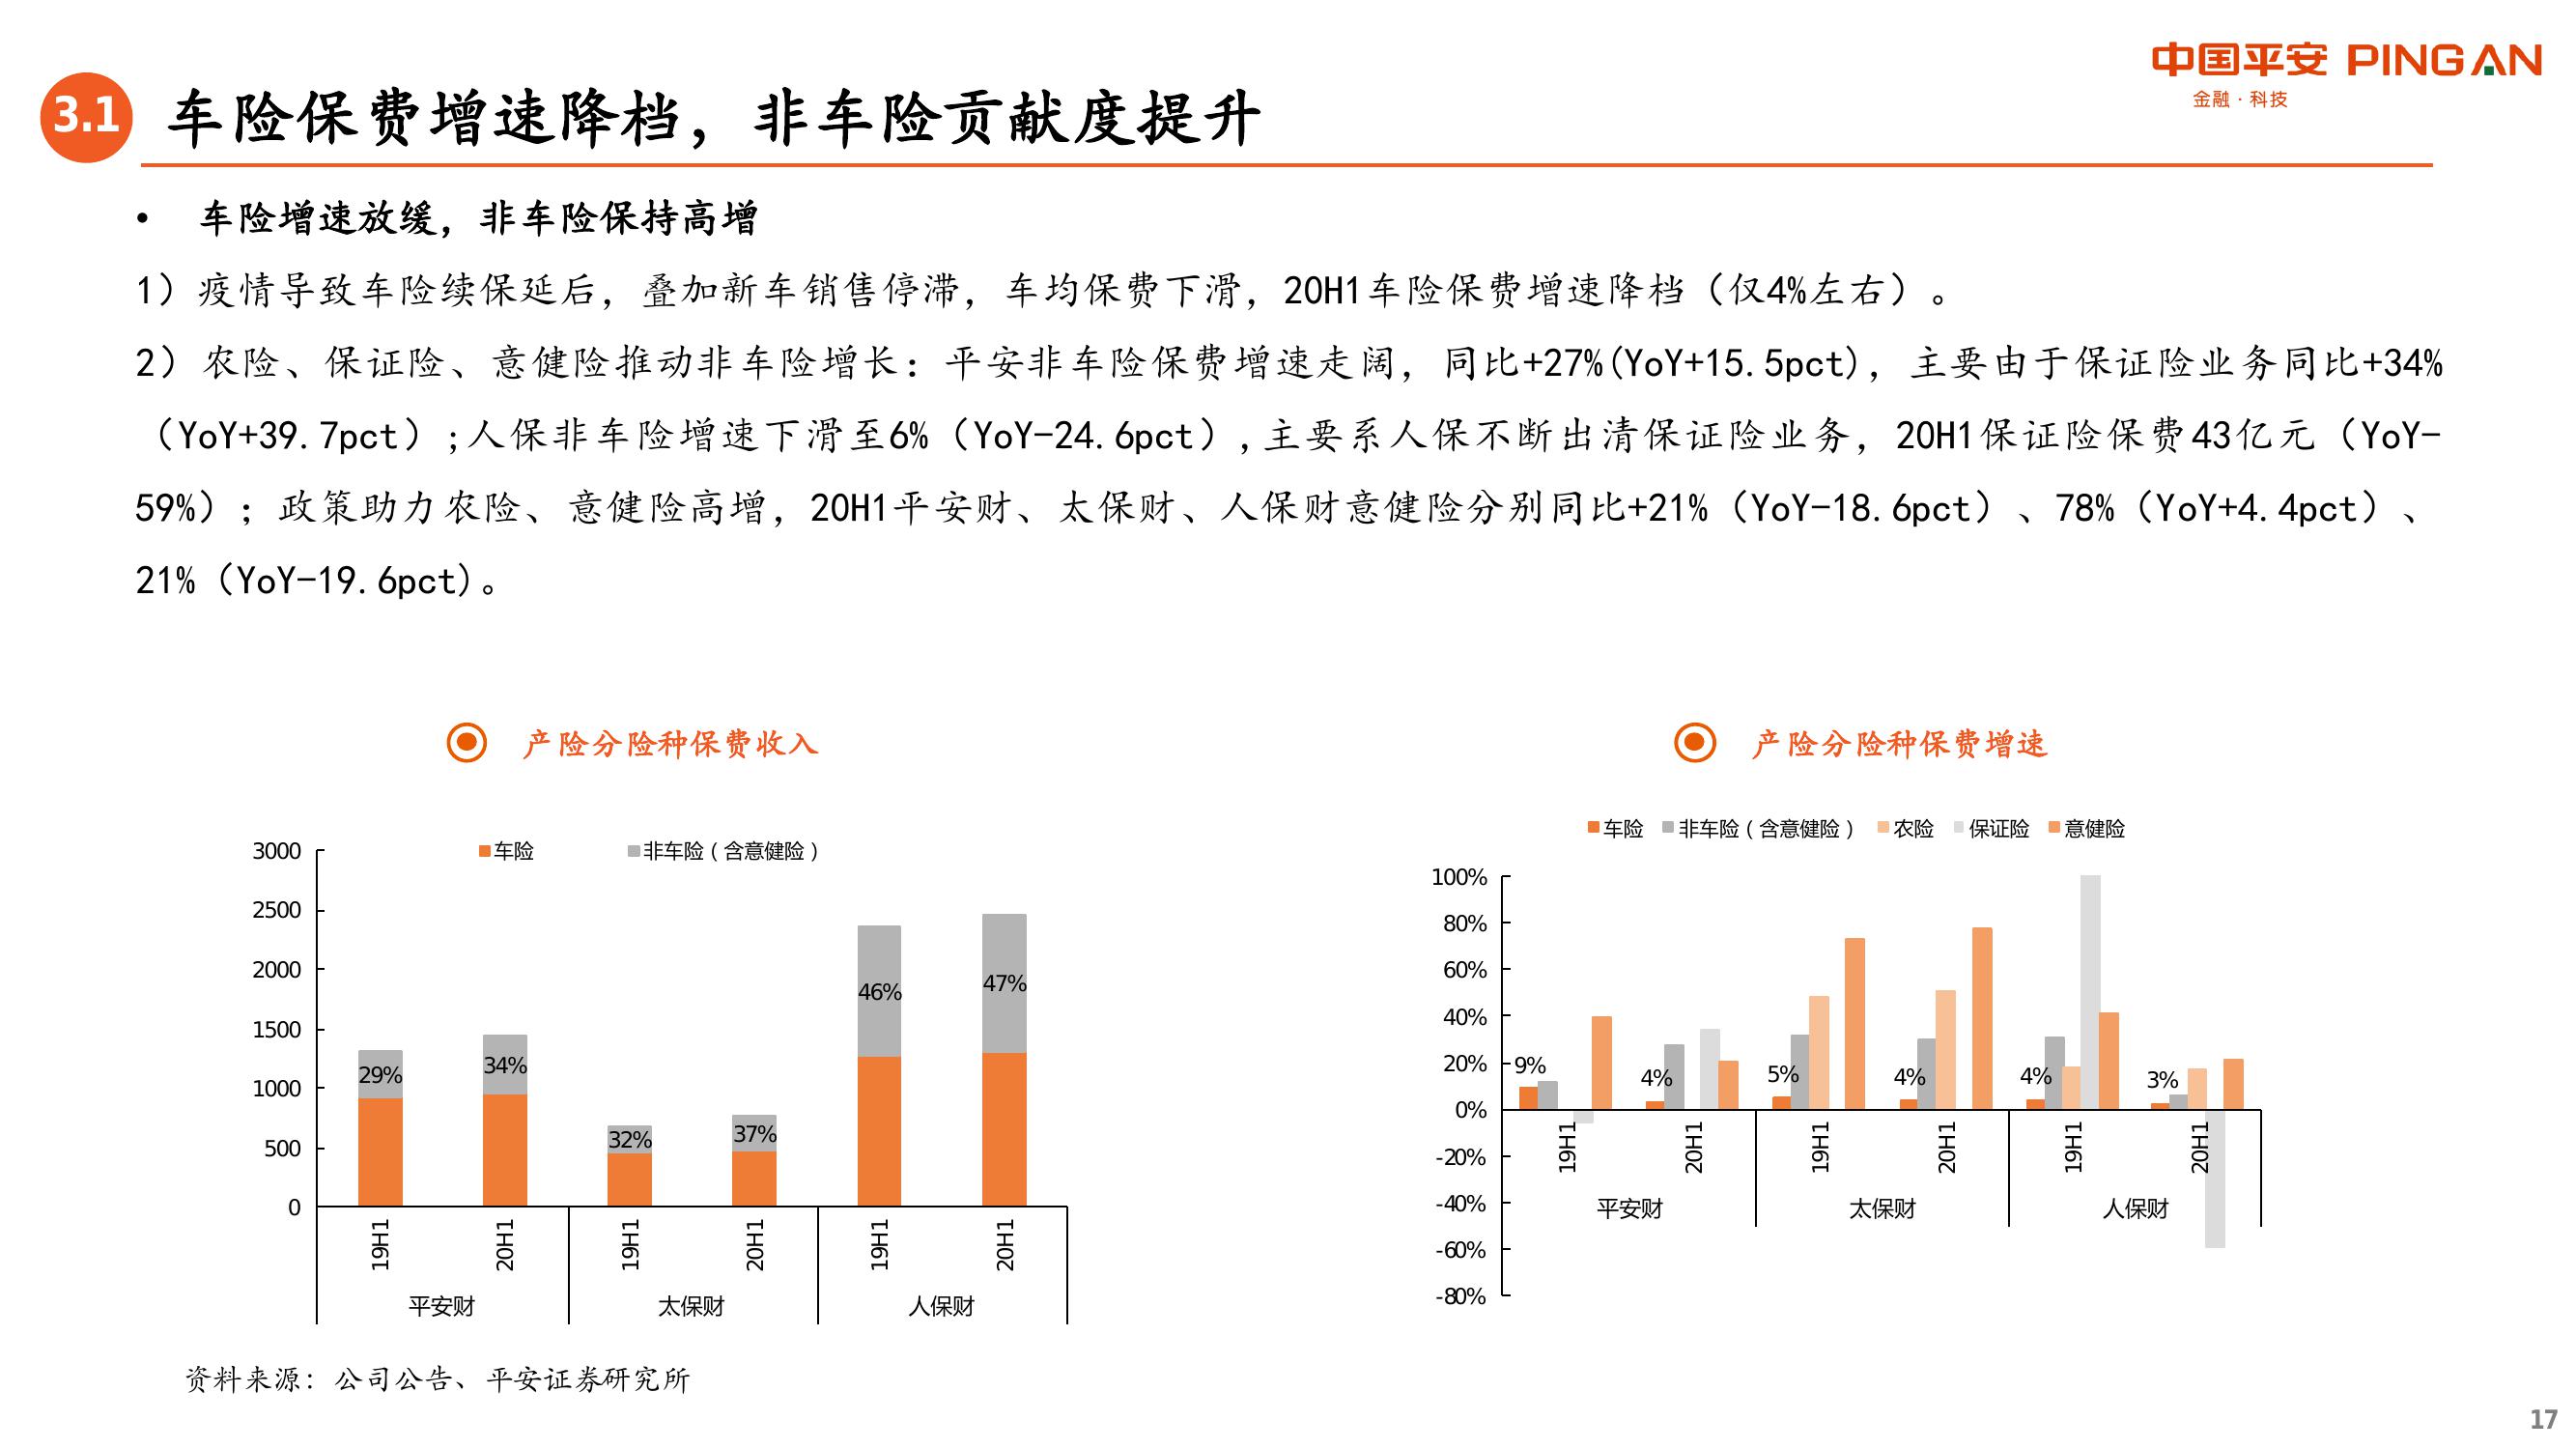 中国平安 PINGAN
金融·科技
3.1 车险保费增速降档，非车险贡献度提升
• 车险增速放缓，非车险保持高增
1）疫情导致车险续保延后，叠加新车销售停滞，车均保费下滑，20H1车险保费增速降档（仅4%左右）。
2）农险、保证险、意健险推动非车险增长：平安非车险保费增速走阔，同比+27%(YoY+15.5pct)，主要由于保证险业务同比+34%
（YoY+39.7pct）;人保非车险增速下滑至6%（YoY-24.6pct）,主要系人保不断出清保证险业务，20H1保证险保费43亿元（YoY-
59%）；政策助力农险、意健险高增，20H1平安财、太保财、人保财意健险分别同比+21%（YoY-18.6pct）、78%（YoY+4.4pct）、
21%（YoY-19.6pct)。
产险分险种保费收入
车险 非车险（含意健险）
3000
2500
2000
1500
1000
500
0
29% 34% 32% 37% 46% 47%
19H1 20H1 19H1 20H1 19H1 20H1
平安财 太保财 人保财
产险分险种保费增速
车险 非车险（含意健险） 农险 保证险 意健险
100%
80%
60%
40%
20%
0%
-20%
-40%
-60%
-80%
9% 4% 5% 4% 4% 3%
19H1 20H1 19H1 20H1 19H1 20H1
平安财 太保财 人保财
资料来源：公司公告、平安证券研究所
17